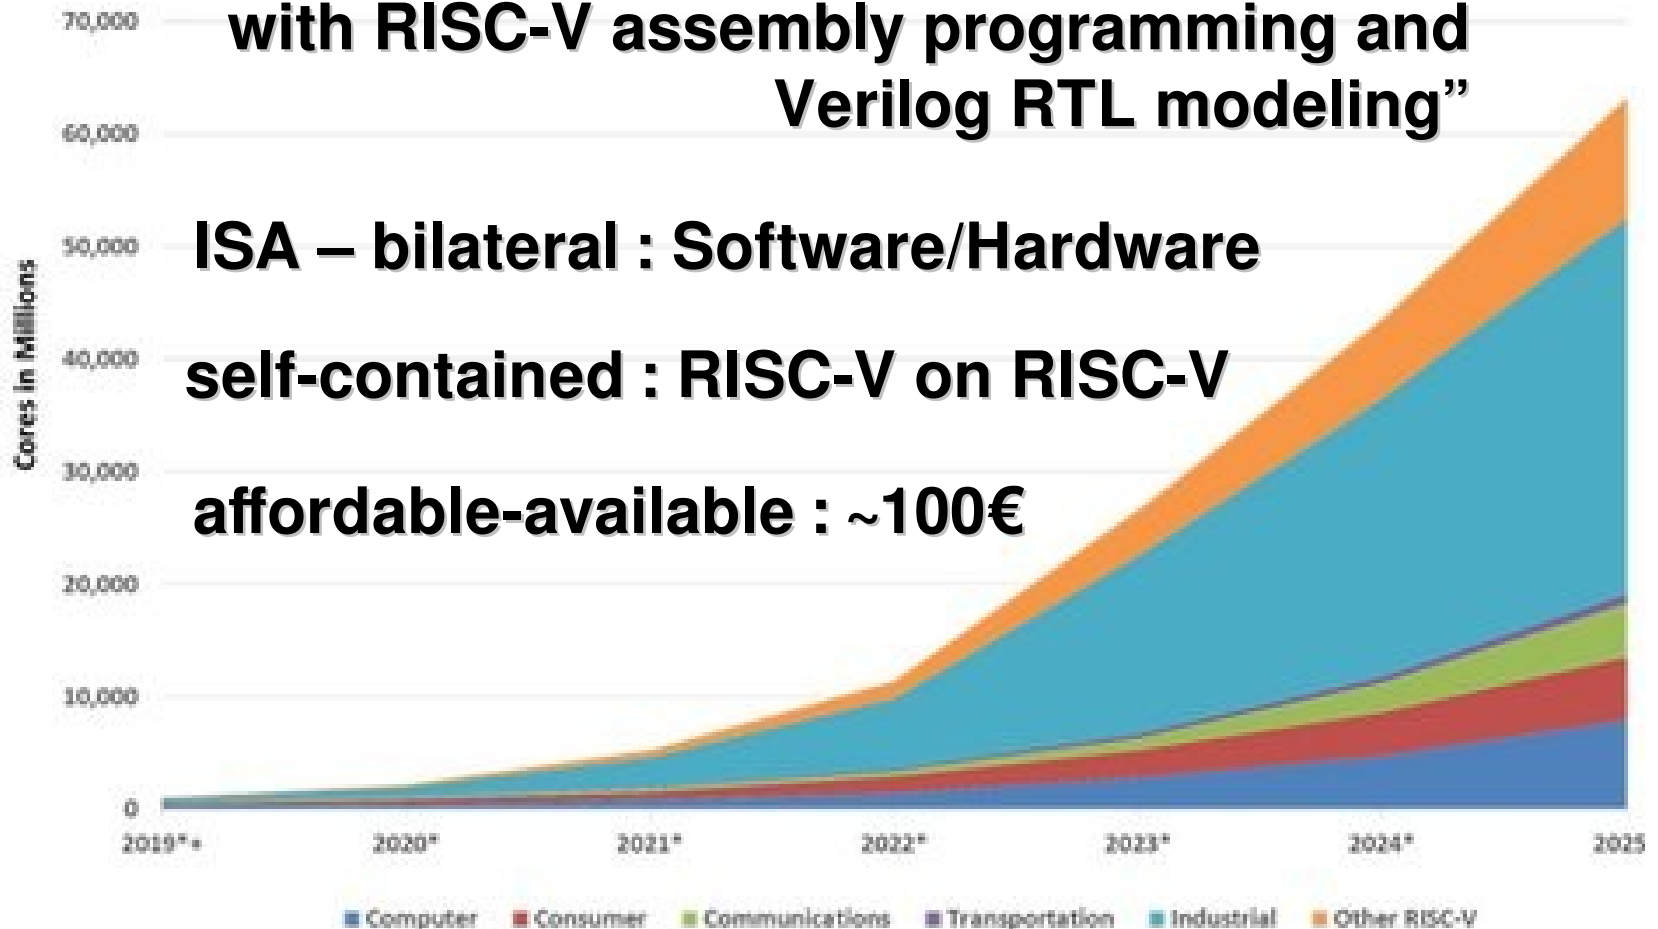 with RISC-V assembly programming and
Verilog RTL modeling”
ISA – bilateral : Software/Hardware
self-contained : RISC-V on RISC-V
affordable-available : ~100€
Cores in Millions
70,000
60,000
50,000
40,000
30,000
20,000
10,000
0
2019*+ 2020* 2021* 2022* 2023* 2024* 2025
Computer Consumer Communications Transportation Industrial Other RISC-V